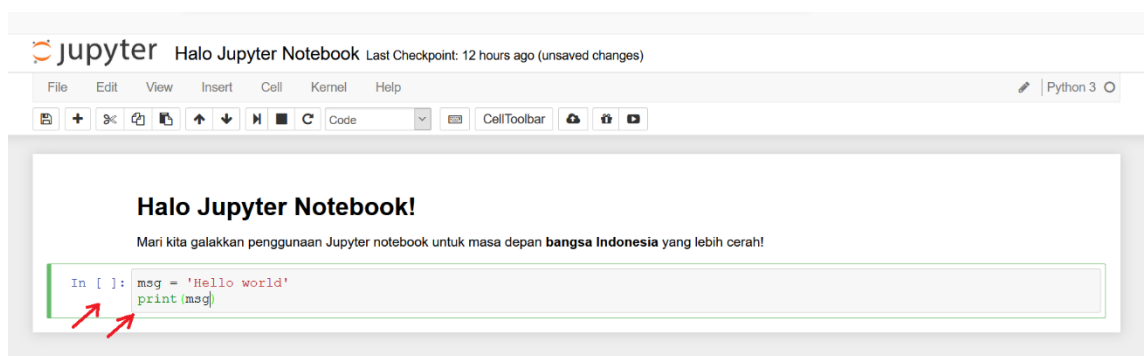 jupyter Halo Jupyter Notebook Last Checkpoint: 12 hours ago (unsaved changes)
File Edit View Insert Cell Kernel Help Python 3
Code CellToolbar
Halo Jupyter Notebook!
Mari kita galakkan penggunaan Jupyter notebook untuk masa depan bangsa Indonesia yang lebih cerah!
In [ ]: msg = 'Hello world'
print(msg)